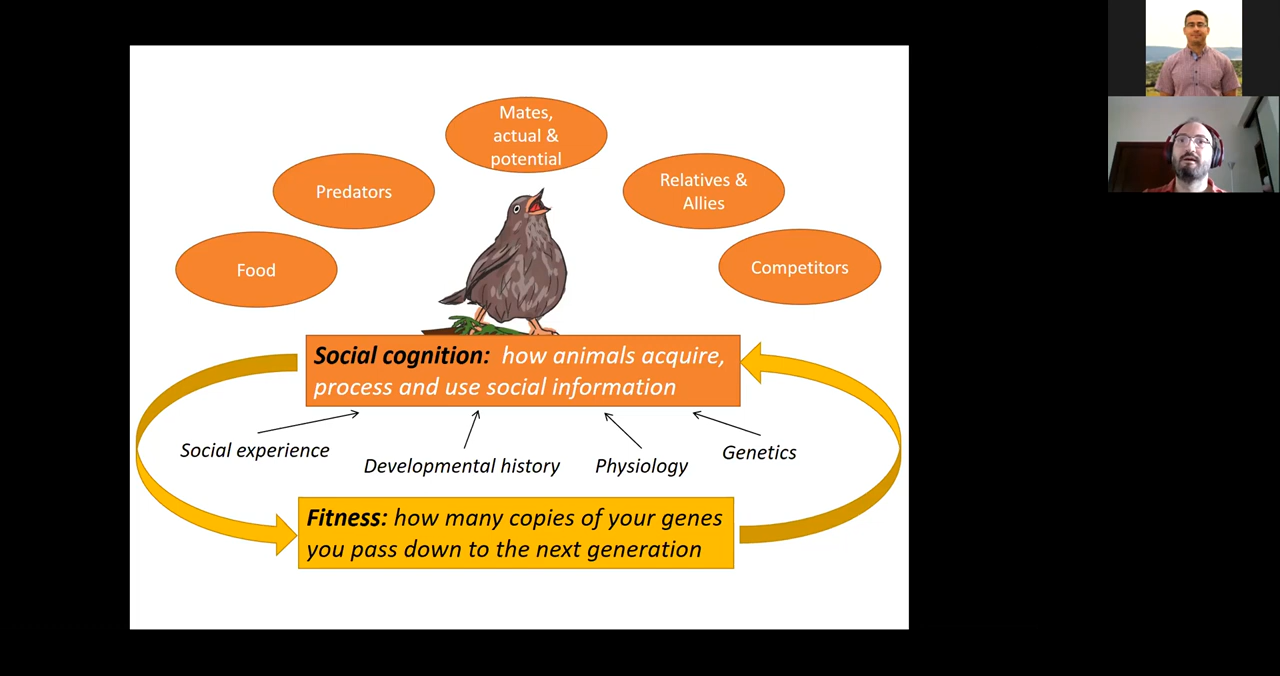 Mates,
actual &
potential
Predators
Relatives &
Allies
Food
Competitors
Social cognition: how animals acquire,
process and use social information
Social experience
Developmental history
Physiology
Genetics
Fitness: how many copies of your genes
you pass down to the next generation